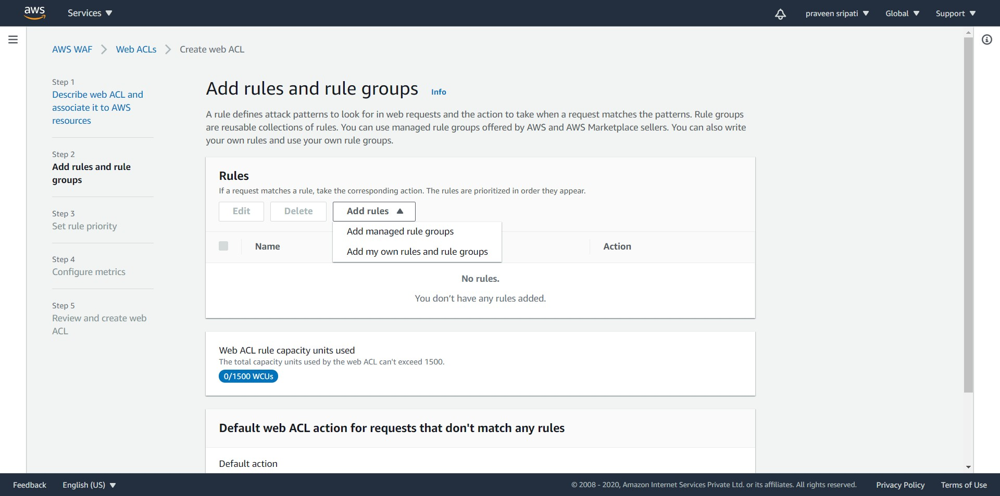 aws
Services
praveen sripati
Global
Support
AWS WAF
Web ACLs
Create web ACL
Step 1
Describe web ACL and
associate it to AWS
resources
Step 2
Add rules and rule
groups
Step 3
Set rule priority
Step 4
Configure metrics
Step 5
Review and create web
ACL
Add rules and rule groups Info
A rule defines attack patterns to look for in web requests and the action to take when a request matches the patterns. Rule groups
are reusable collections of rules. You can use managed rule groups offered by AWS and AWS Marketplace sellers. You can also write
your own rules and use your own rule groups.
Rules
If a request matches a rule, take the corresponding action. The rules are prioritized in order they appear.
Edit
Delete
Add rules
Add managed rule groups
Add my own rules and rule groups
Name
Action
No rules.
You don’t have any rules added.
Web ACL rule capacity units used
The total capacity units used by the web ACL can't exceed 1500.
0/1500 WCUs
Default web ACL action for requests that don't match any rules
Default action
Feedback
English (US)
© 2008 - 2020, Amazon Internet Services Private Ltd. or its affiliates. All rights reserved.
Privacy Policy
Terms of Use